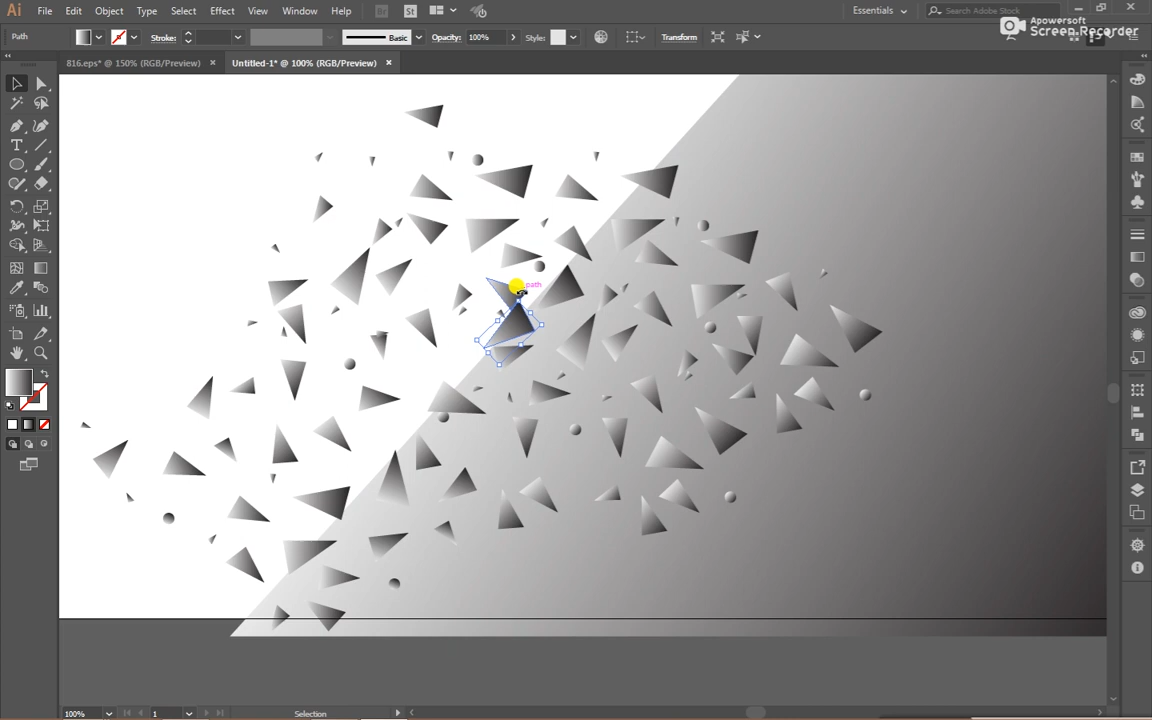 Ai File Edit Object Type Select Effect View Window Help Br St Essentials Search Adobe Stock
Apowersoft
Screen Recorder
Path Stroke: Basic Opacity: 100% Style: Transform
816.eps* @ 150% (RGB/Preview) × Untitled-1* @ 100% (RGB/Preview) ×
path
100% 1 Selection